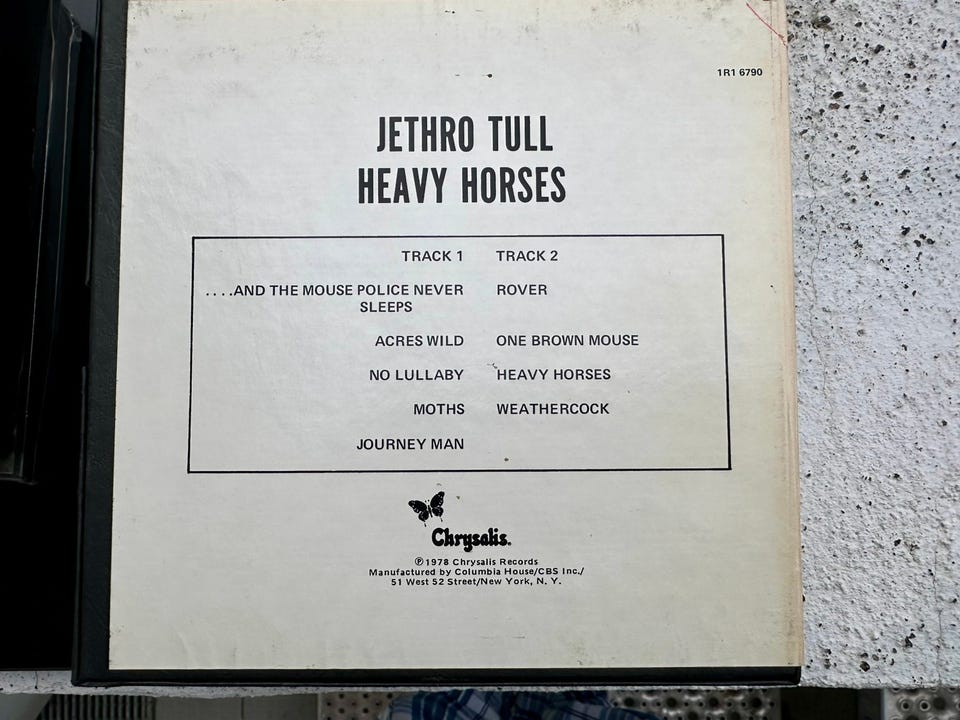 1R1 6790
JETHRO TULL
HEAVY HORSES
TRACK 1
....AND THE MOUSE POLICE NEVER
SLEEPS
ACRES WILD
NO LULLABY
MOTHS
JOURNEY MAN
TRACK 2
ROVER
ONE BROWN MOUSE
HEAVY HORSES
WEATHERCOCK
Chrysalis.
℗1978 Chrysalis Records
Manufactured by Columbia House/CBS Inc./
51 West 52 Street/New York, N. Y.